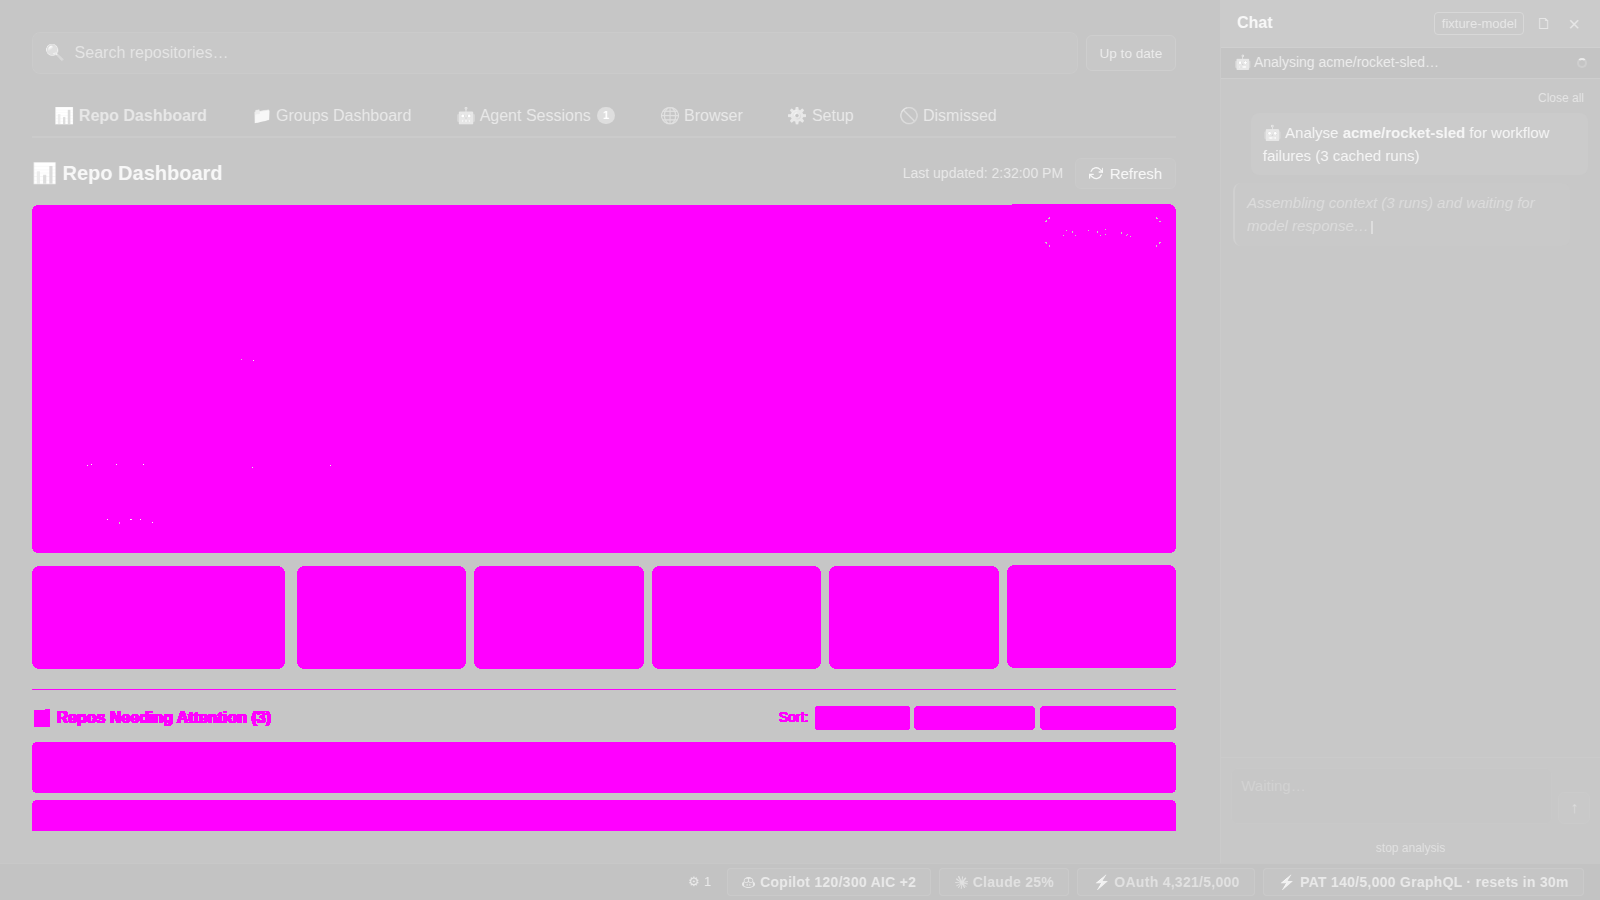 🔍 Search repositories…
Up to date
📊 Repo Dashboard
📁 Groups Dashboard
🤖 Agent Sessions 1
🌐 Browser
⚙ Setup
🚫 Dismissed
📊 Repo Dashboard
Last updated: 2:32:00 PM
Refresh
Repos Needing Attention (3)
Sort:
Chat
fixture-model
🤖 Analysing acme/rocket-sled…
Close all
🤖 Analyse acme/rocket-sled for workflow
failures (3 cached runs)
Assembling context (3 runs) and waiting for
model response…
Waiting…
↑
stop analysis
⚙ 1
Copilot 120/300 AIC +2
Claude 25%
⚡ OAuth 4,321/5,000
⚡ PAT 140/5,000 GraphQL · resets in 30m